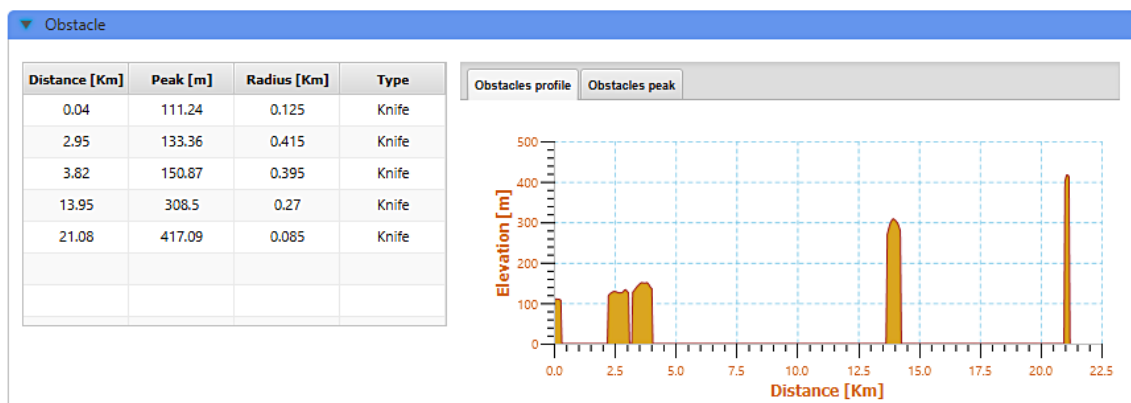 Obstacle
Distance [Km] Peak [m] Radius [Km] Type
0.04 111.24 0.125 Knife
2.95 133.36 0.415 Knife
3.82 150.87 0.395 Knife
13.95 308.5 0.27 Knife
21.08 417.09 0.085 Knife
Obstacles profile Obstacles peak
500
400
300
200
100
0
Elevation [m]
0.0 2.5 5.0 7.5 10.0 12.5 15.0 17.5 20.0 22.5
Distance [Km]